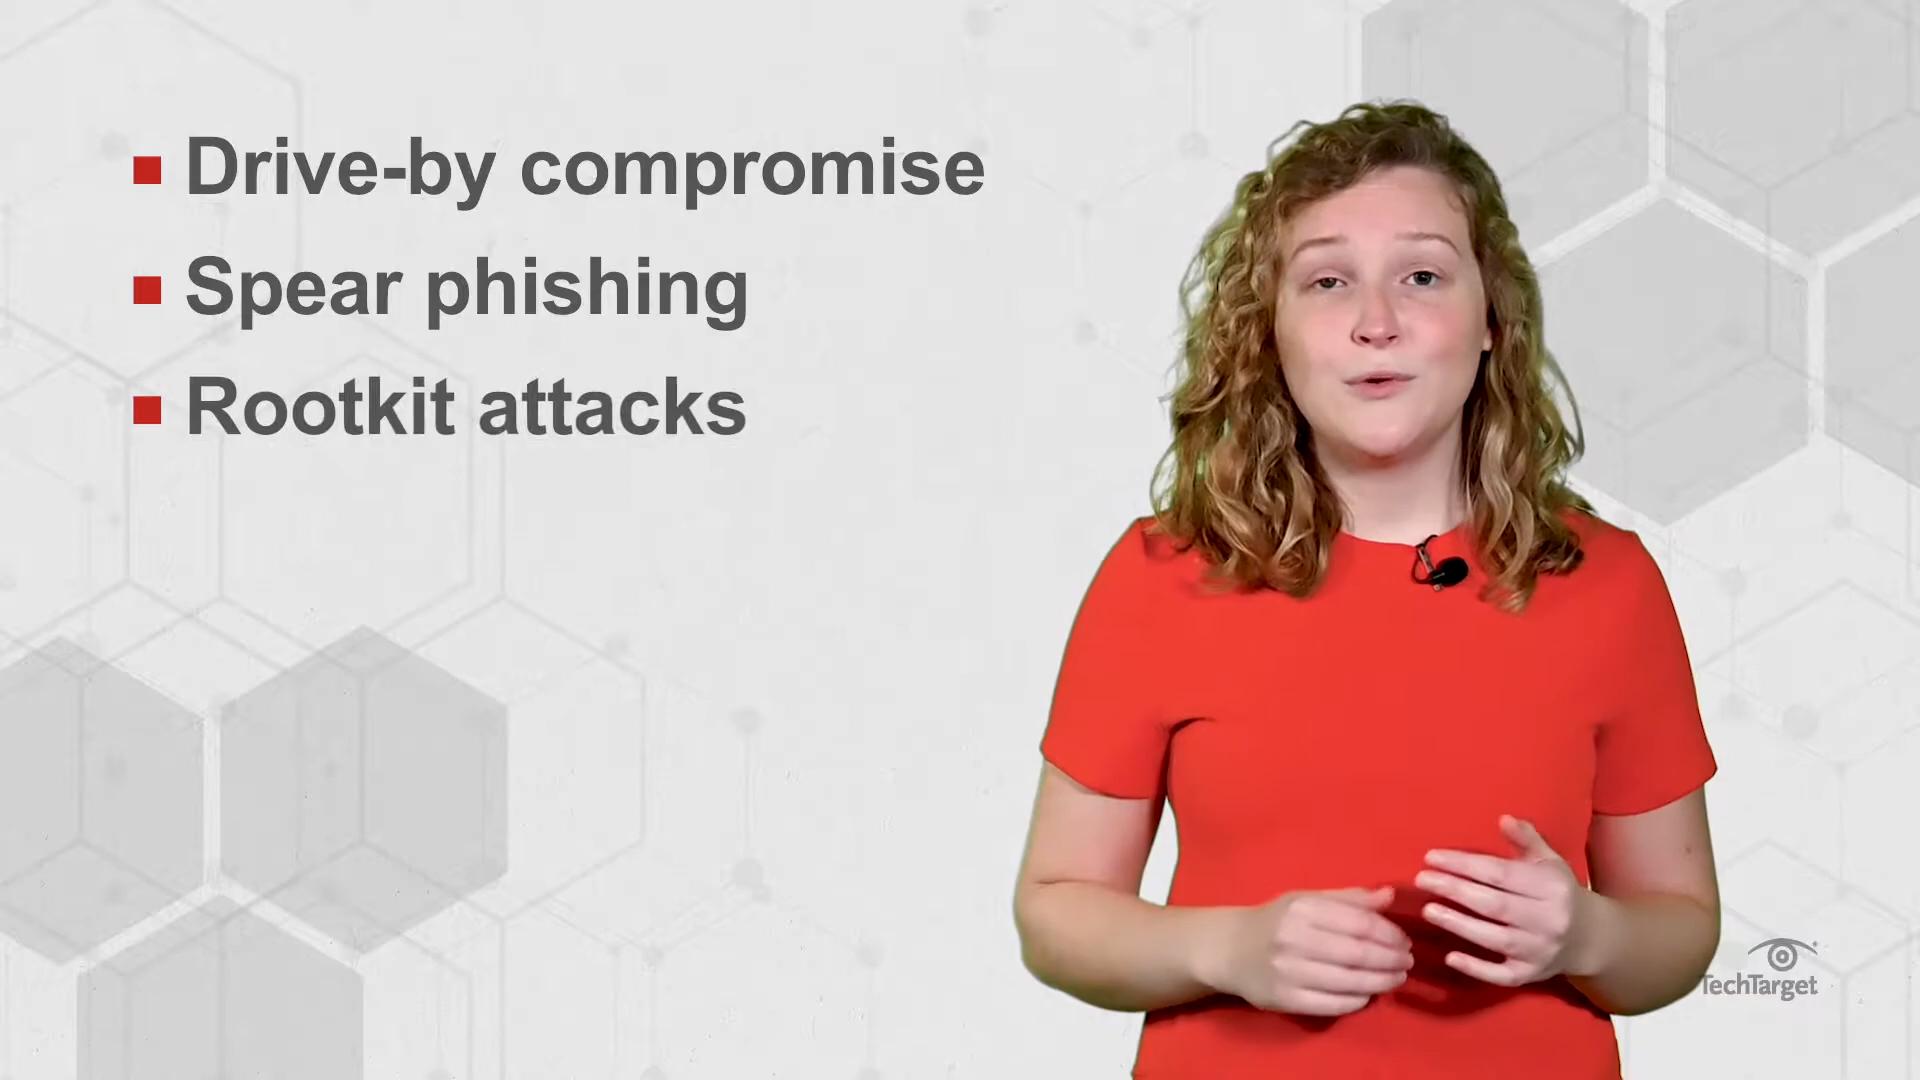 Drive-by compromise
Spear phishing
Rootkit attacks
TechTarget